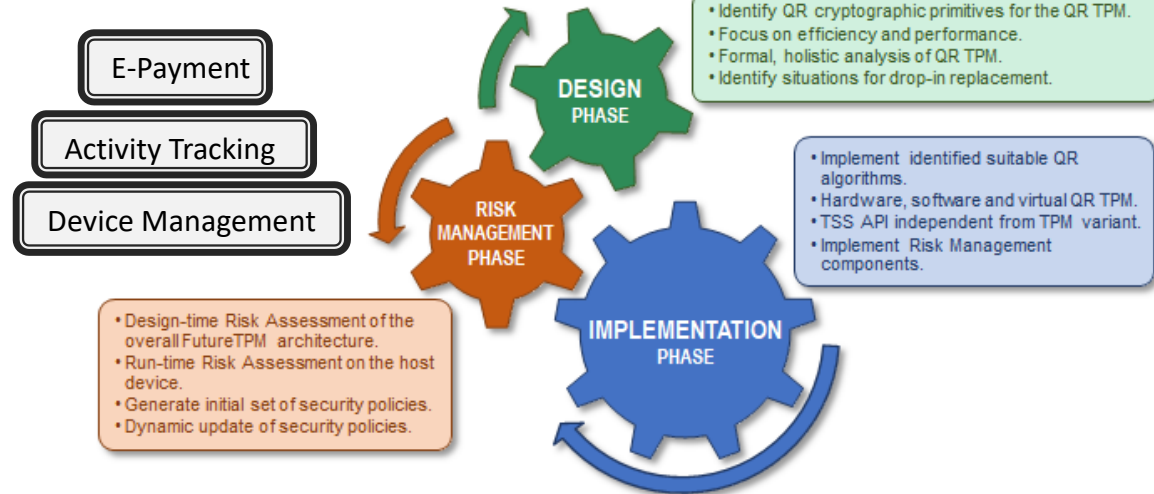 E-Payment
Activity Tracking
Device Management
DESIGN
PHASE
• Identify QR cryptographic primitives for the QR TPM.
• Focus on efficiency and performance.
• Formal, holistic analysis of QR TPM.
• Identify situations for drop-in replacement.
RISK
MANAGEMENT
PHASE
• Design-time Risk Assessment of the
overall FutureTPM architecture.
• Run-time Risk Assessment on the host
device.
• Generate initial set of security policies.
• Dynamic update of security policies.
IMPLEMENTATION
PHASE
• Implement identified suitable QR
algorithms.
• Hardware, software and virtual QR TPM.
• TSS API independent from TPM variant.
• Implement Risk Management
components.